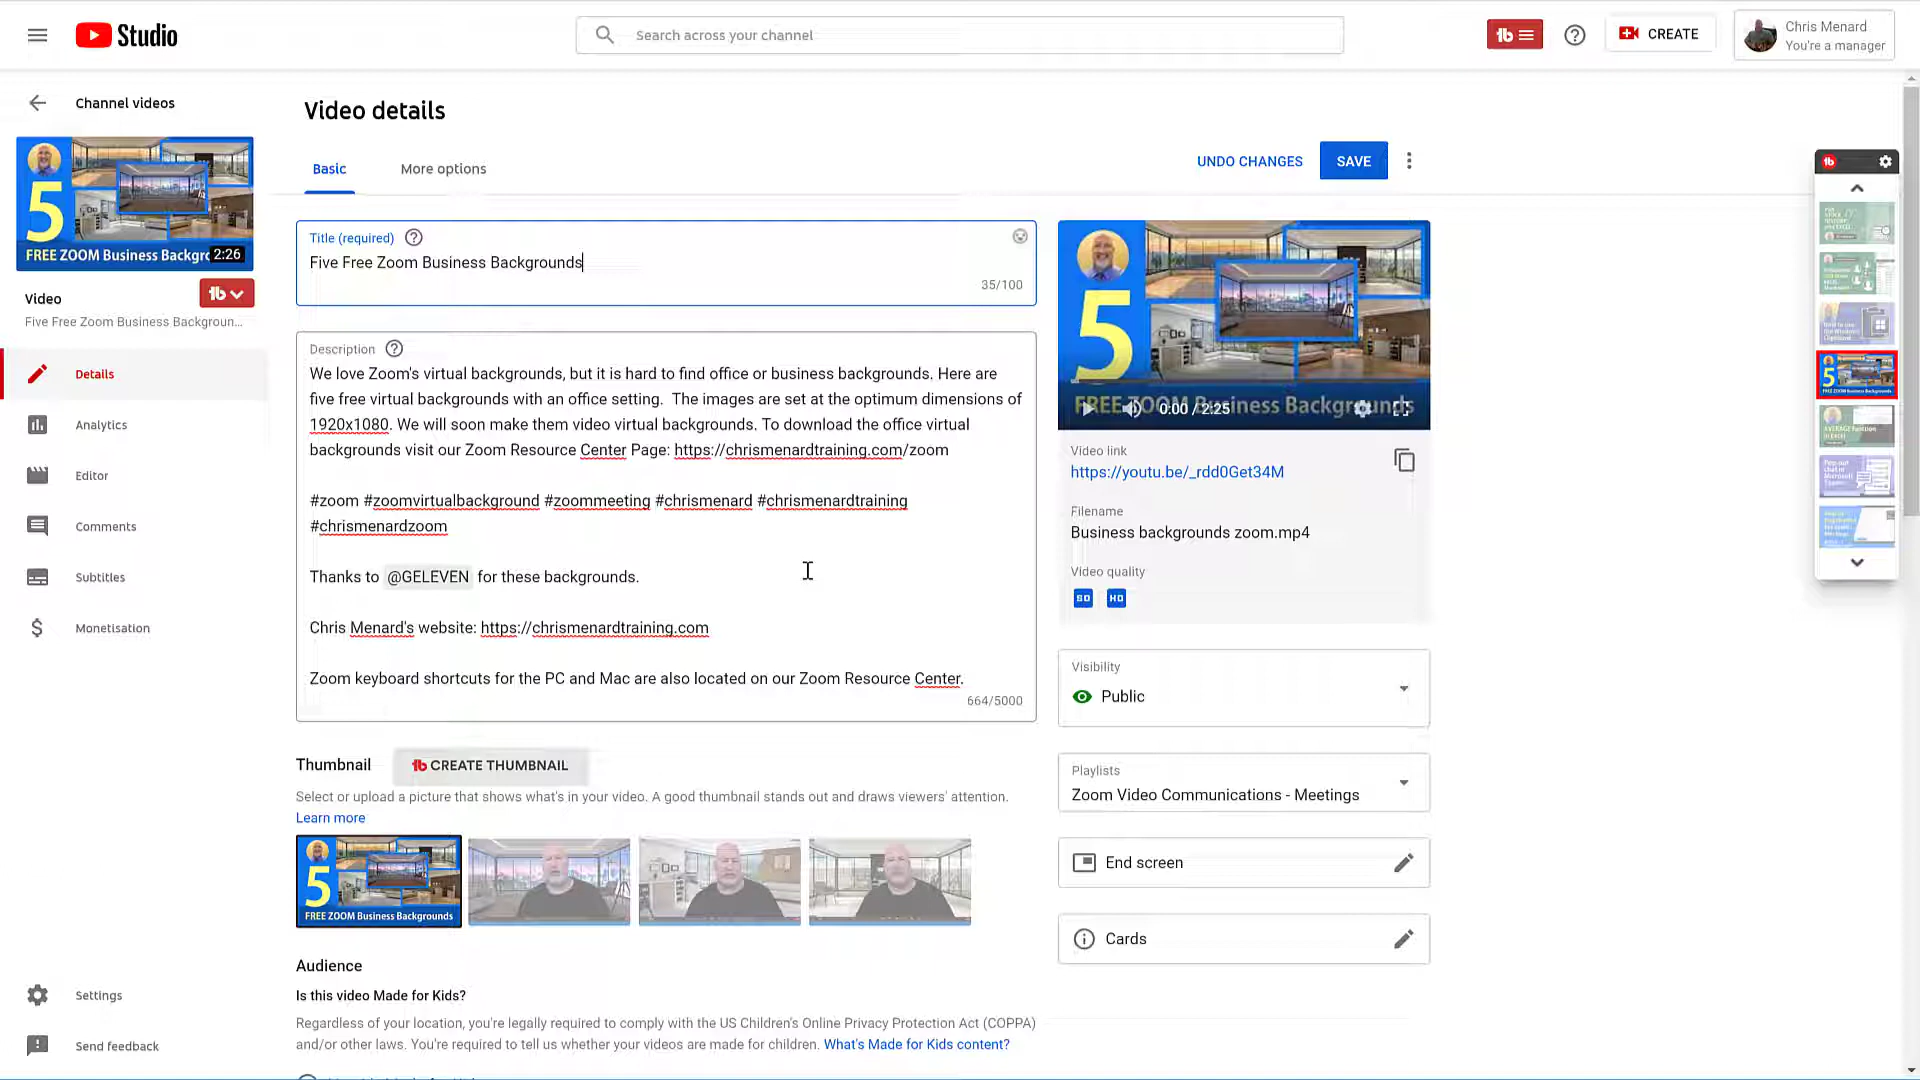 Studio
Search across your channel
CREATE
Chris Menard
You're a manager
Channel videos
5
FREE ZOOM Business Backgro
2:26
Video
Five Free Zoom Business Backgroun...
Details
Analytics
Editor
Comments
Subtitles
Monetisation
Settings
Send feedback
Video details
Basic
More options
UNDO CHANGES
SAVE
Title (required)
Five Free Zoom Business Backgrounds
35/100
Description
We love Zoom's virtual backgrounds, but it is hard to find office or business backgrounds. Here are
five free virtual backgrounds with an office setting.  The images are set at the optimum dimensions of
1920x1080. We will soon make them video virtual backgrounds. To download the office virtual
backgrounds visit our Zoom Resource Center Page: https://chrismenardtraining.com/zoom
#zoom #zoomvirtualbackground #zoommeeting #chrismenard #chrismenardtraining
#chrismenardzoom
Thanks to @GELEVEN for these backgrounds.
Chris Menard's website: https://chrismenardtraining.com
Zoom keyboard shortcuts for the PC and Mac are also located on our Zoom Resource Center.
664/5000
Thumbnail
CREATE THUMBNAIL
Select or upload a picture that shows what's in your video. A good thumbnail stands out and draws viewers' attention.
Learn more
5
FREE ZOOM Business Backgrounds
Audience
Is this video Made for Kids?
Regardless of your location, you're legally required to comply with the US Children's Online Privacy Protection Act (COPPA)
and/or other laws. You're required to tell us whether your videos are made for children. What's Made for Kids content?
5
FREE ZOOM Business Backgrounds
0:00 / 2:25
Video link
https://youtu.be/_rdd0Get34M
Filename
Business backgrounds zoom.mp4
Video quality
SD HD
Visibility
Public
Playlists
Zoom Video Communications - Meetings
End screen
Cards
5
FREE ZOOM Business Backgrounds